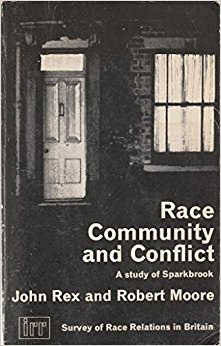 Race
Community
and Conflict
A study of Sparkbrook
John Rex and Robert Moore
irr
Survey of Race Relations in Britain